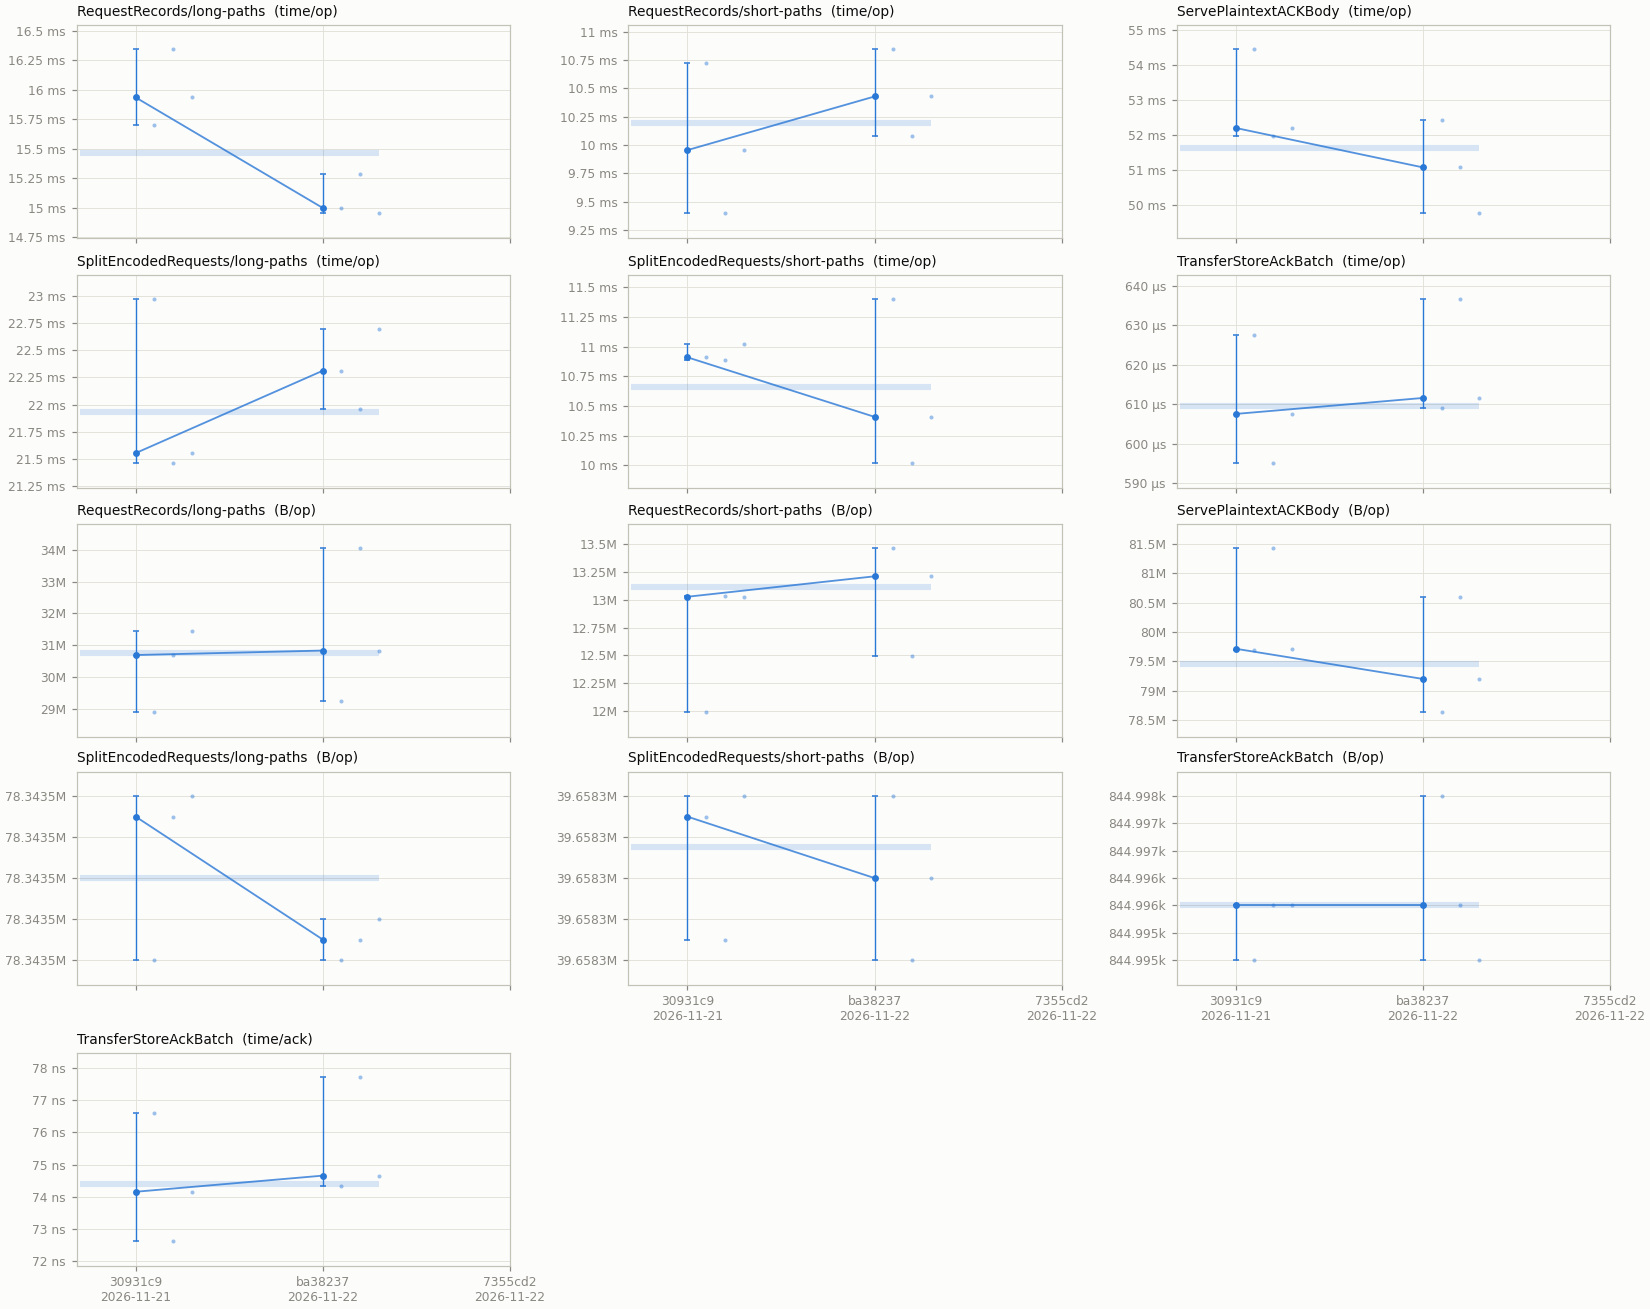 RequestRecords/long-paths (time/op)
16.5 ms
16.25 ms
16 ms
15.75 ms
15.5 ms
15.25 ms
15 ms
14.75 ms
RequestRecords/short-paths (time/op)
11 ms
10.75 ms
10.5 ms
10.25 ms
10 ms
9.75 ms
9.5 ms
9.25 ms
ServePlaintextACKBody (time/op)
55 ms
54 ms
53 ms
52 ms
51 ms
50 ms
SplitEncodedRequests/long-paths (time/op)
23 ms
22.75 ms
22.5 ms
22.25 ms
22 ms
21.75 ms
21.5 ms
21.25 ms
SplitEncodedRequests/short-paths (time/op)
11.5 ms
11.25 ms
11 ms
10.75 ms
10.5 ms
10.25 ms
10 ms
TransferStoreAckBatch (time/op)
640 µs
630 µs
620 µs
610 µs
600 µs
590 µs
RequestRecords/long-paths (B/op)
34M
33M
32M
31M
30M
29M
RequestRecords/short-paths (B/op)
13.5M
13.25M
13M
12.75M
12.5M
12.25M
12M
ServePlaintextACKBody (B/op)
81.5M
81M
80.5M
80M
79.5M
79M
78.5M
SplitEncodedRequests/long-paths (B/op)
78.3435M
78.3435M
78.3435M
78.3435M
78.3435M
SplitEncodedRequests/short-paths (B/op)
39.6583M
39.6583M
39.6583M
39.6583M
39.6583M
30931c9
2026-11-21
ba38237
2026-11-22
7355cd2
2026-11-22
TransferStoreAckBatch (B/op)
844.998k
844.997k
844.997k
844.996k
844.996k
844.995k
844.995k
30931c9
2026-11-21
ba38237
2026-11-22
7355cd2
2026-11-22
TransferStoreAckBatch (time/ack)
78 ns
77 ns
76 ns
75 ns
74 ns
73 ns
72 ns
30931c9
2026-11-21
ba38237
2026-11-22
7355cd2
2026-11-22